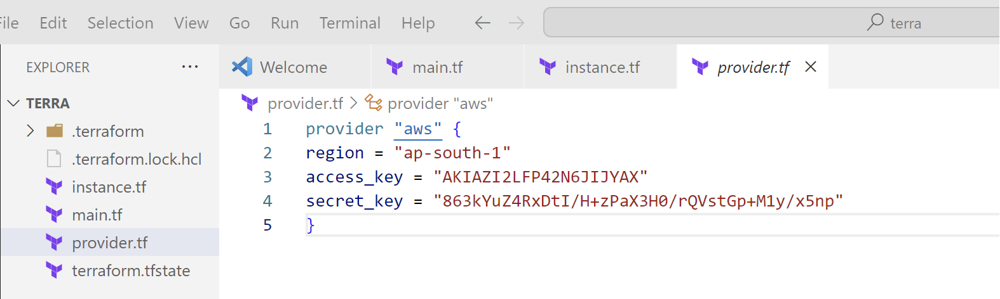 File Edit Selection View Go Run Terminal Help terra
EXPLORER
Welcome main.tf instance.tf provider.tf
TERRA
provider.tf > provider "aws"
.terraform
.terraform.lock.hcl
instance.tf
main.tf
provider.tf
terraform.tfstate
1 provider "aws" {
2 region = "ap-south-1"
3 access_key = "AKIAZI2LFP42N6JIJYAX"
4 secret_key = "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"
5 }